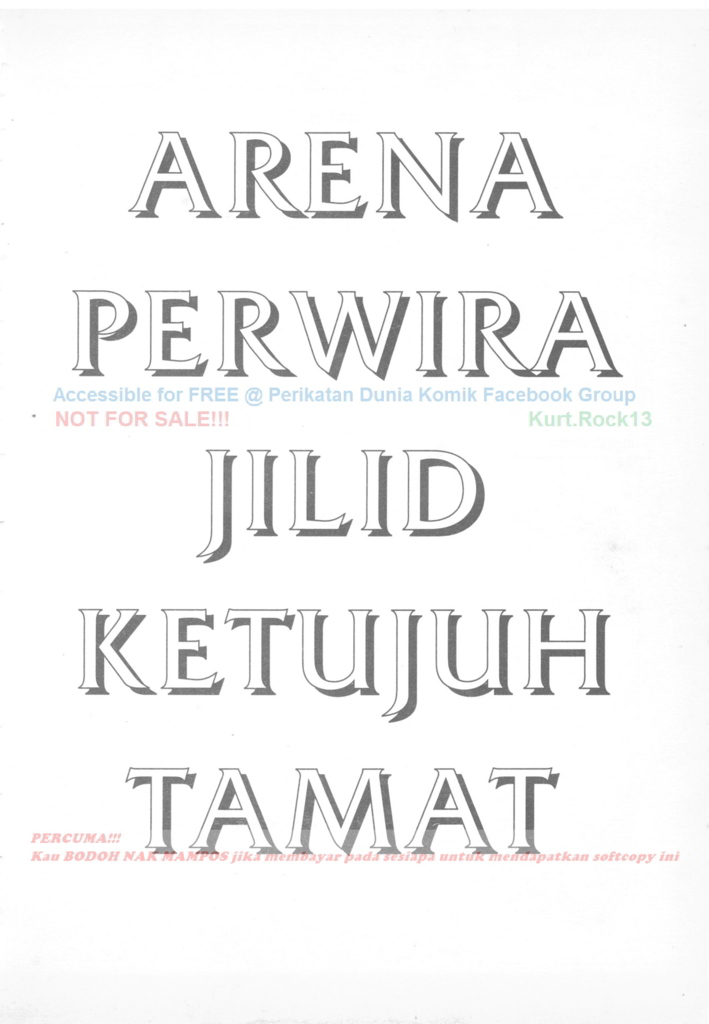 ARENA
PERWIRA
Accessible for FREE @ Perikatan Dunia Komik Facebook Group
NOT FOR SALE!!! Kurt.Rock13
JILID
KETUJUH
TAMAT
PERCUMA!!!
Kau BODOH NAK MAMPOS jika membayar pada sesiapa untuk mendapatkan softcopy ini